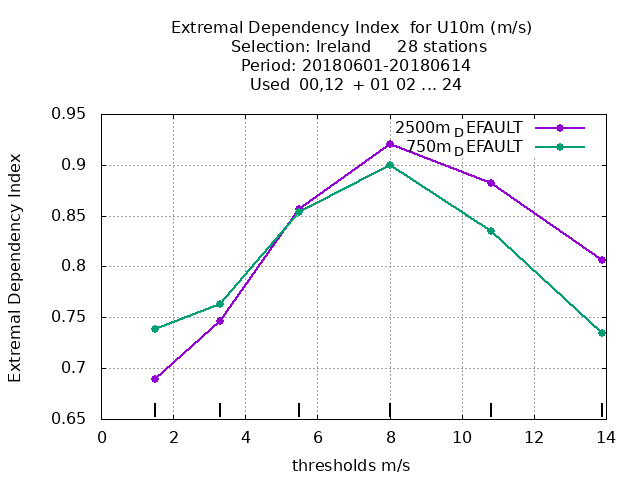 Extremal Dependency Index  for U10m (m/s)
Selection: Ireland     28 stations
Period: 20180601-20180614
Used  00,12  + 01 02 ... 24
2500m_DEFAULT
750m_DEFAULT
Extremal Dependency Index
0.95
0.9
0.85
0.8
0.75
0.7
0.65
0 2 4 6 8 10 12 14
thresholds m/s